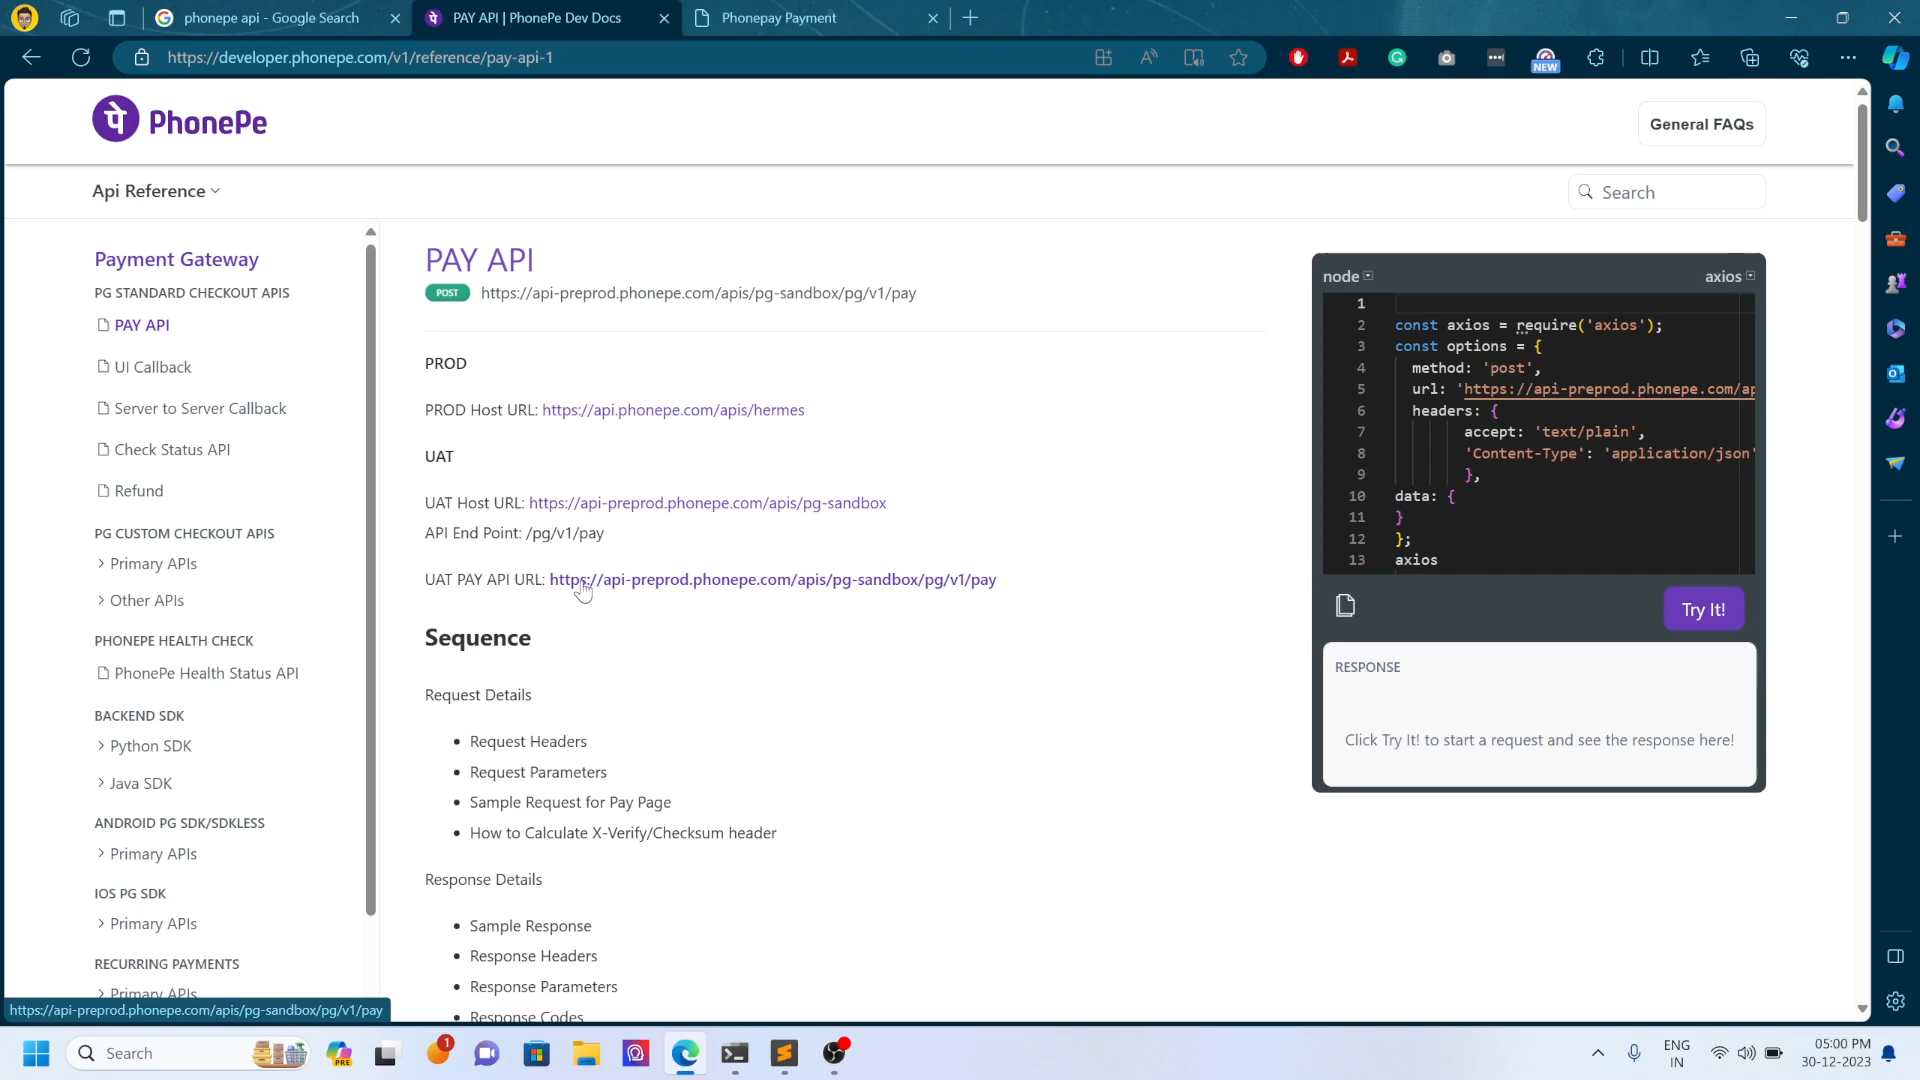 phonepe api - Google Search
PAY API | PhonePe Dev Docs
Phonepay Payment
https://developer.phonepe.com/v1/reference/pay-api-1
NEW
पे PhonePe
General FAQs
Api Reference
Search
Payment Gateway
PG STANDARD CHECKOUT APIS
PAY API
UI Callback
Server to Server Callback
Check Status API
Refund
PG CUSTOM CHECKOUT APIS
Primary APIs
Other APIs
PHONEPE HEALTH CHECK
PhonePe Health Status API
BACKEND SDK
Python SDK
Java SDK
ANDROID PG SDK/SDKLESS
Primary APIs
IOS PG SDK
Primary APIs
RECURRING PAYMENTS
Primary APIs
https://api-preprod.phonepe.com/apis/pg-sandbox/pg/v1/pay
PAY API
POST https://api-preprod.phonepe.com/apis/pg-sandbox/pg/v1/pay
PROD
PROD Host URL: https://api.phonepe.com/apis/hermes
UAT
UAT Host URL: https://api-preprod.phonepe.com/apis/pg-sandbox
API End Point: /pg/v1/pay
UAT PAY API URL: https://api-preprod.phonepe.com/apis/pg-sandbox/pg/v1/pay
Sequence
Request Details
• Request Headers
• Request Parameters
• Sample Request for Pay Page
• How to Calculate X-Verify/Checksum header
Response Details
• Sample Response
• Response Headers
• Response Parameters
• Response Codes
node axios
1
2 const axios = require('axios');
3 const options = {
4 method: 'post',
5 url: 'https://api-preprod.phonepe.com/ap
6 headers: {
7 accept: 'text/plain',
8 'Content-Type': 'application/json'
9 },
10 data: {
11 }
12 };
13 axios
Try It!
RESPONSE
Click Try It! to start a request and see the response here!
Search
PRE
1
ENG
IN
05:00 PM
30-12-2023